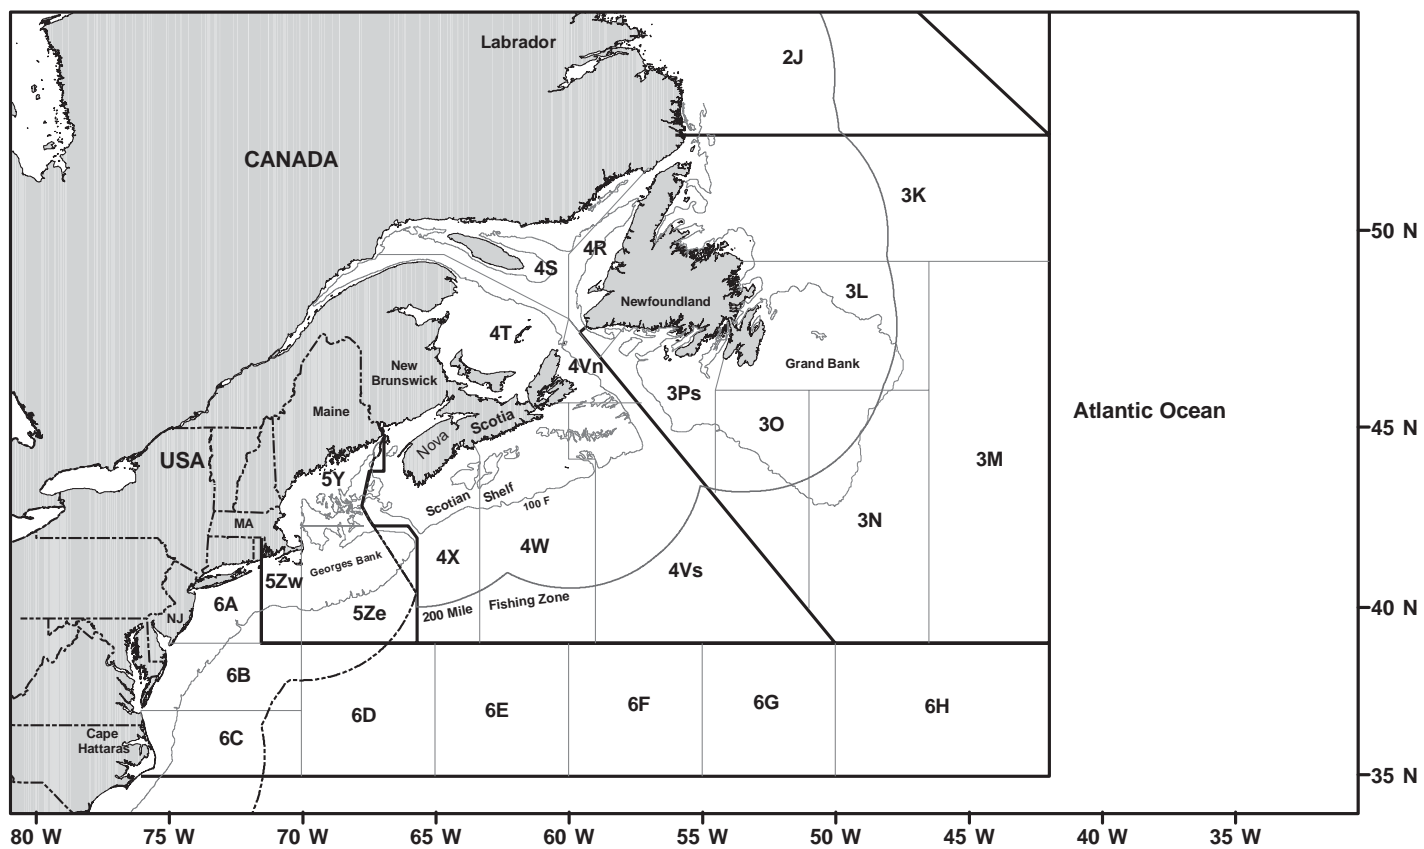 Labrador
2J
CANADA
3K
50 N
4R
4S
Newfoundland
3L
4T
Grand Bank
4Vn
New
Brunswick
3Ps
Maine
Atlantic Ocean
Nova Scotia
3O
45 N
USA
3M
5Y
Scotian Shelf
100 F
MA
3N
4W
4X
Georges Bank
4Vs
5Zw
6A
5Ze
200 Mile Fishing Zone
40 N
NJ
6B
6D
6E
6F
6G
6H
6C
Cape
Hattaras
35 N
80 W 75 W 70 W 65 W 60 W 55 W 50 W 45 W 40 W 35 W